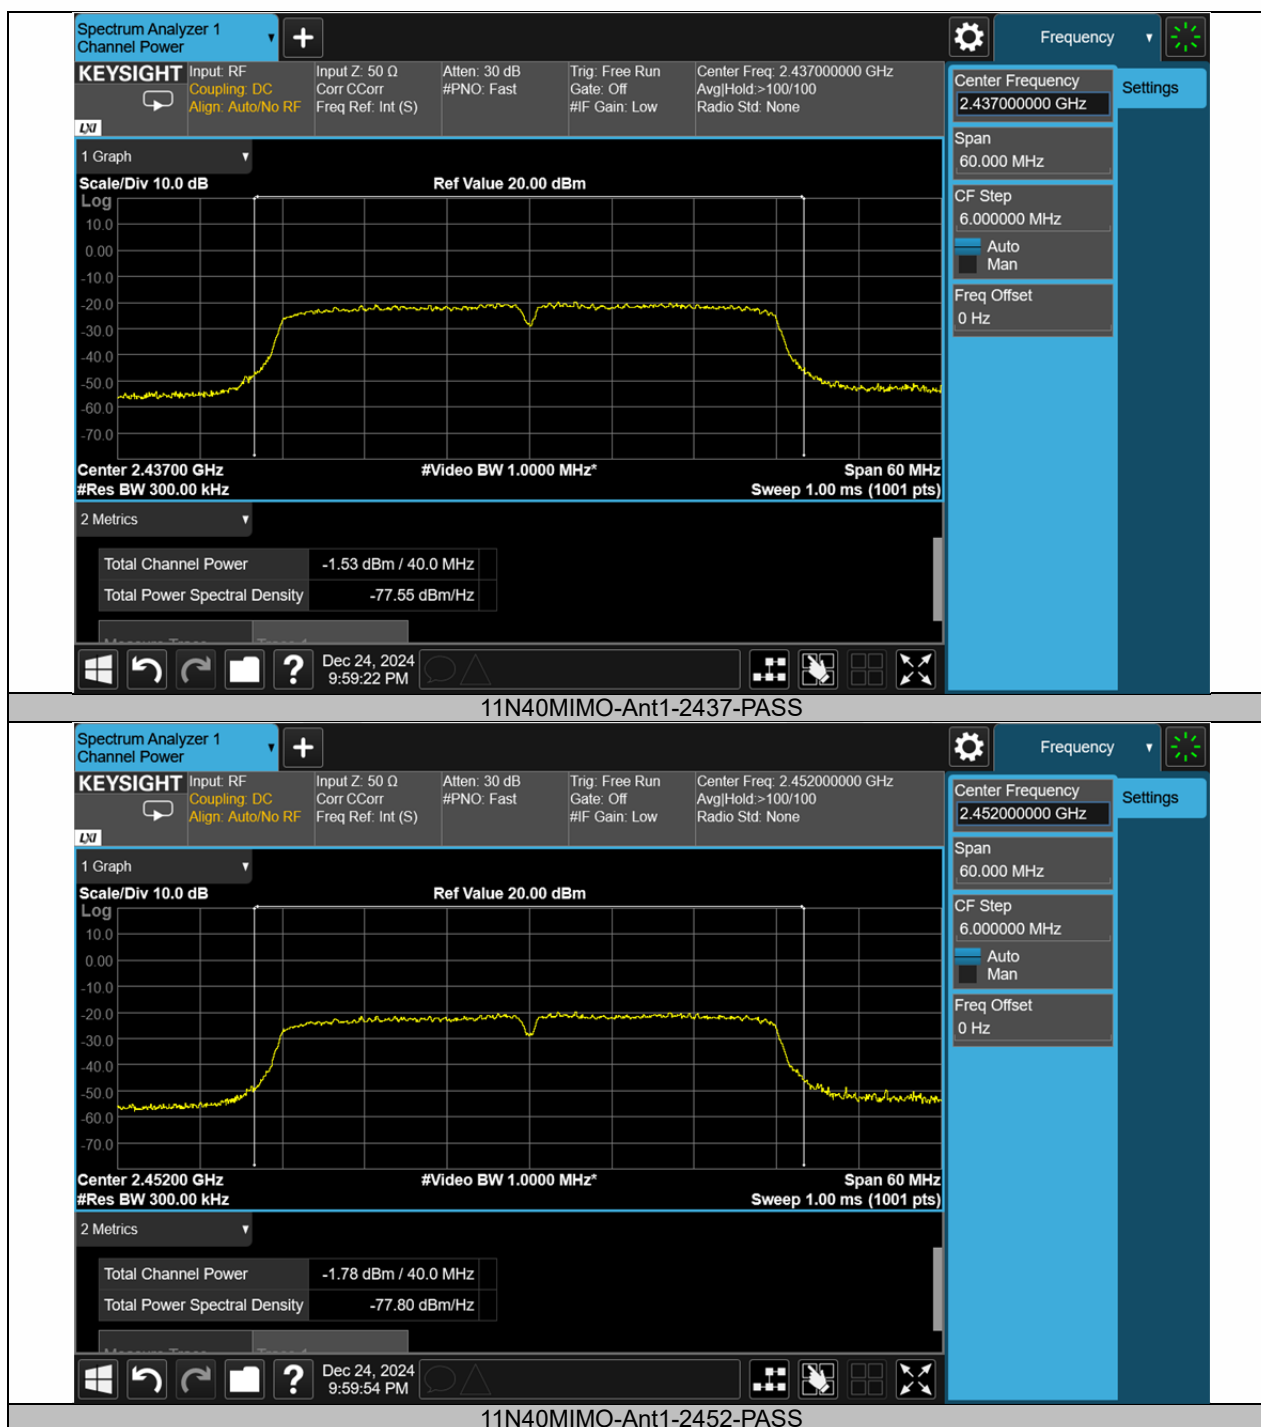 Spectrum Analyzer 1
Channel Power
+
Frequency
KEYSIGHT
LXI
Input: RF
Coupling: DC
Align: Auto/No RF
Input Z: 50 Ω
Corr CCorr
Freq Ref: Int (S)
Atten: 30 dB
#PNO: Fast
Trig: Free Run
Gate: Off
#IF Gain: Low
Center Freq: 2.437000000 GHz
Avg|Hold:>100/100
Radio Std: None
Center Frequency
2.437000000 GHz
Settings
Span
60.000 MHz
CF Step
6.000000 MHz
Auto
Man
Freq Offset
0 Hz
1 Graph
Scale/Div 10.0 dB
Ref Value 20.00 dBm
Log
10.0
0.00
-10.0
-20.0
-30.0
-40.0
-50.0
-60.0
-70.0
Center 2.43700 GHz
#Video BW 1.0000 MHz*
Span 60 MHz
#Res BW 300.00 kHz
Sweep 1.00 ms (1001 pts)
2 Metrics
Total Channel Power -1.53 dBm / 40.0 MHz
Total Power Spectral Density -77.55 dBm/Hz
?
Dec 24, 2024
9:59:22 PM
11N40MIMO-Ant1-2437-PASS
Spectrum Analyzer 1
Channel Power
+
Frequency
KEYSIGHT
LXI
Input: RF
Coupling: DC
Align: Auto/No RF
Input Z: 50 Ω
Corr CCorr
Freq Ref: Int (S)
Atten: 30 dB
#PNO: Fast
Trig: Free Run
Gate: Off
#IF Gain: Low
Center Freq: 2.452000000 GHz
Avg|Hold:>100/100
Radio Std: None
Center Frequency
2.452000000 GHz
Settings
Span
60.000 MHz
CF Step
6.000000 MHz
Auto
Man
Freq Offset
0 Hz
1 Graph
Scale/Div 10.0 dB
Ref Value 20.00 dBm
Log
10.0
0.00
-10.0
-20.0
-30.0
-40.0
-50.0
-60.0
-70.0
Center 2.45200 GHz
#Video BW 1.0000 MHz*
Span 60 MHz
#Res BW 300.00 kHz
Sweep 1.00 ms (1001 pts)
2 Metrics
Total Channel Power -1.78 dBm / 40.0 MHz
Total Power Spectral Density -77.80 dBm/Hz
?
Dec 24, 2024
9:59:54 PM
11N40MIMO-Ant1-2452-PASS